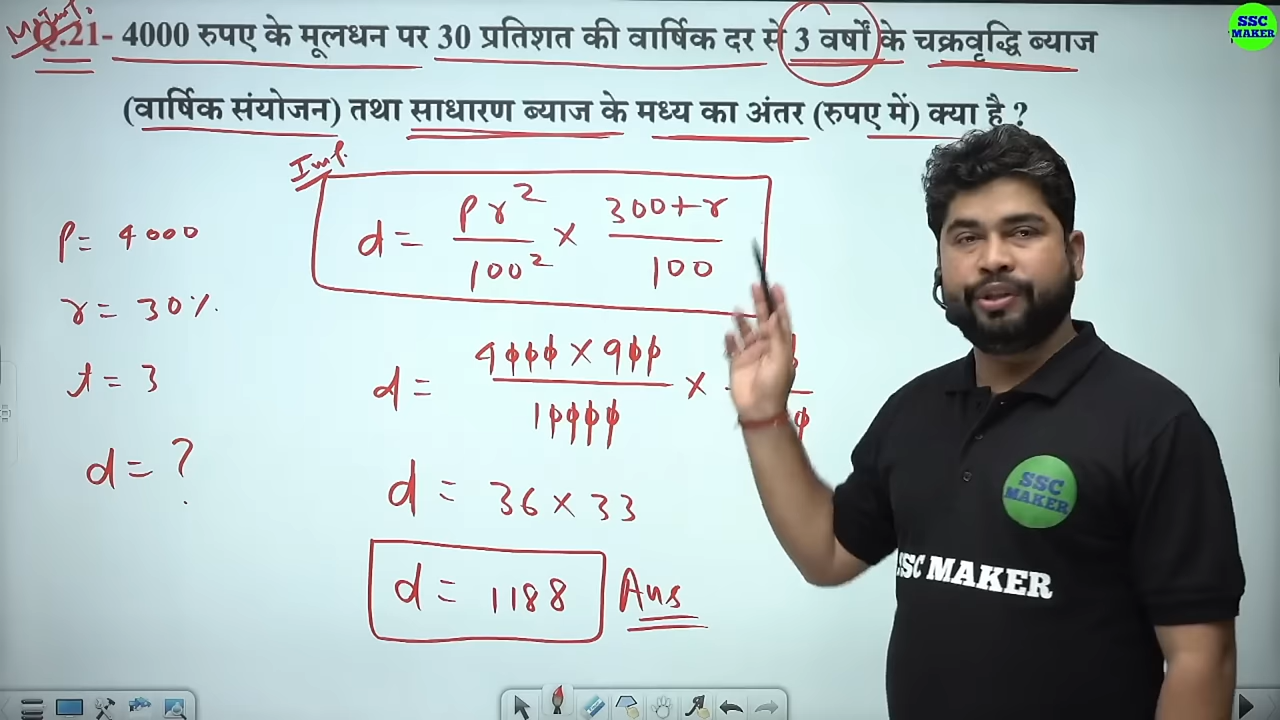 M. Imt.
Q.21- 4000 रुपए के मूलधन पर 30 प्रतिशत की वार्षिक दर से 3 वर्षों के चक्रवृद्धि ब्याज
(वार्षिक संयोजन) तथा साधारण ब्याज के मध्य का अंतर (रुपए में) क्या है ?
SSC
MAKER
Imp.
P = 4000
r = 30%
t = 3
d = ?
d = Pr²/100² × 300+r/100
d = 4000 × 900/10000 ×
d = 36 × 33
d = 1188 Ans
SSC
MAKER
SSC MAKER